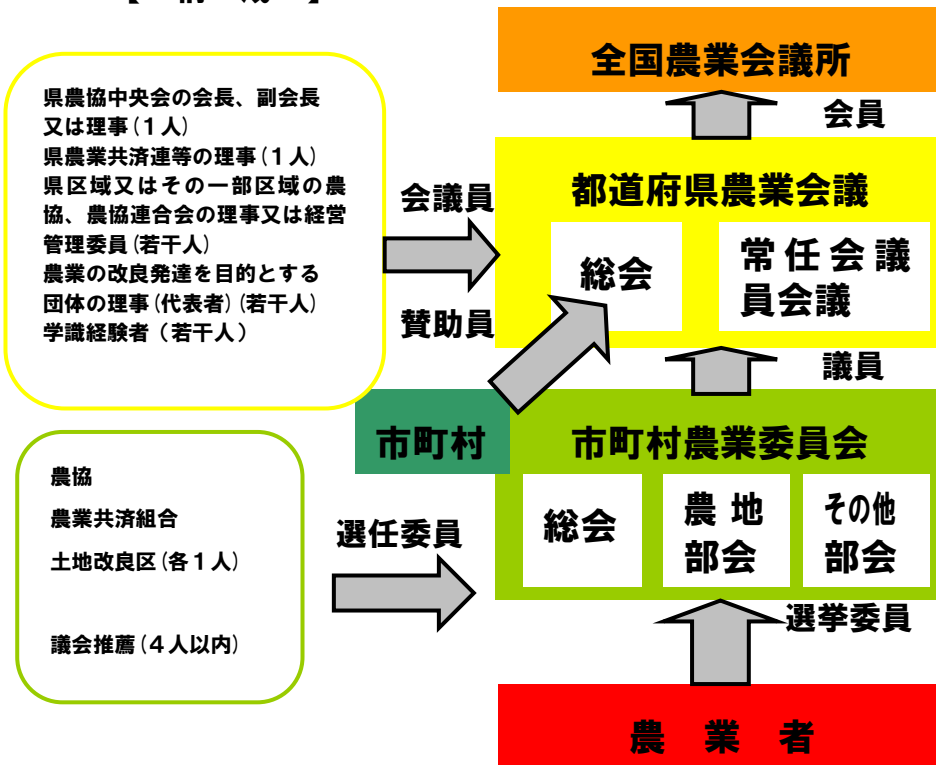 全国農業会議所
会員
県農協中央会の会長、副会長
又は理事(1人)
県農業共済連等の理事(1人)
県区域又はその一部区域の農
協、農協連合会の理事又は経営
管理委員(若干人)
農業の改良発達を目的とする
団体の理事(代表者)(若干人)
学識経験者(若干人)
会議員
賛助員
都道府県農業会議
総会
常任会議
員会議
議員
市町村
市町村農業委員会
総会
農地
部会
その他
部会
農協
農業共済組合
土地改良区(各1人)
議会推薦(4人以内)
選任委員
選挙委員
農業者